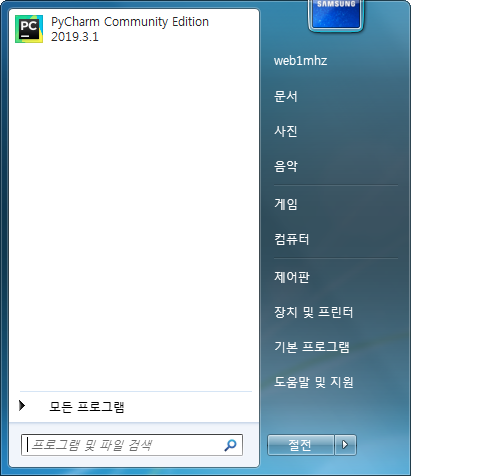 SAMSUNG
PC
PyCharm Community Edition
2019.3.1
web1mhz
문서
사진
음악
게임
컴퓨터
제어판
장치 및 프린터
기본 프로그램
도움말 및 지원
모든 프로그램
프로그램 및 파일 검색
절전